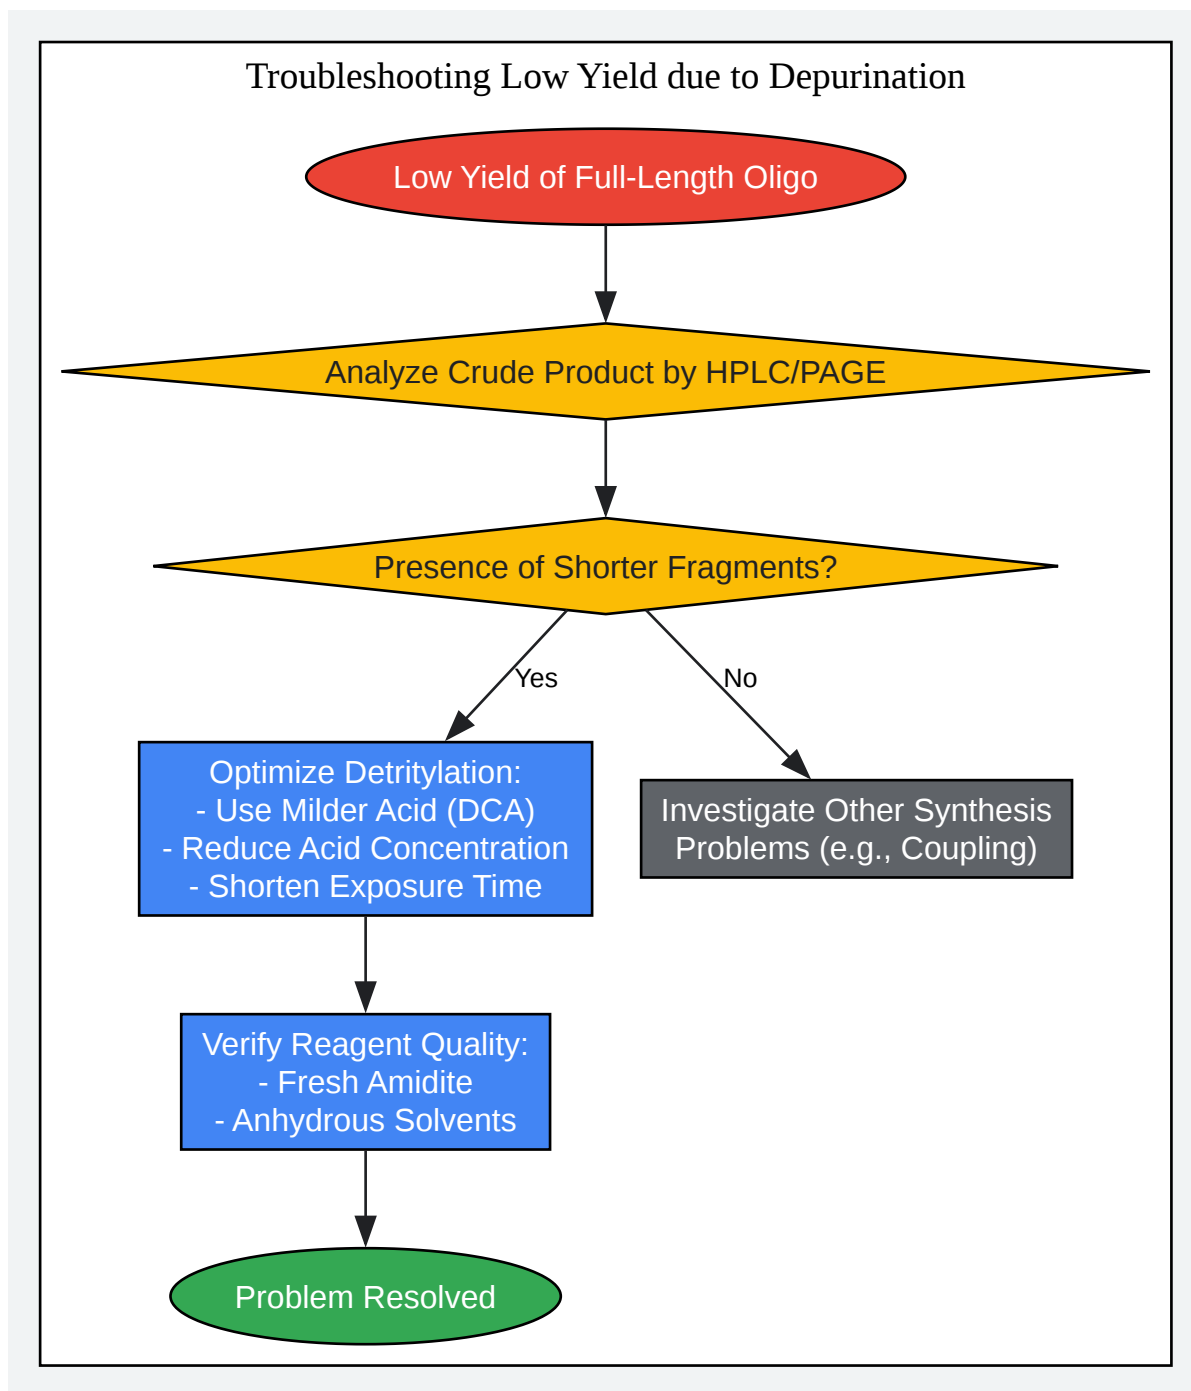 Troubleshooting Low Yield due to Depurination
Low Yield of Full-Length Oligo
Analyze Crude Product by HPLC/PAGE
Presence of Shorter Fragments?
Yes
No
Optimize Detritylation:
- Use Milder Acid (DCA)
- Reduce Acid Concentration
- Shorten Exposure Time
Investigate Other Synthesis
Problems (e.g., Coupling)
Verify Reagent Quality:
- Fresh Amidite
- Anhydrous Solvents
Problem Resolved